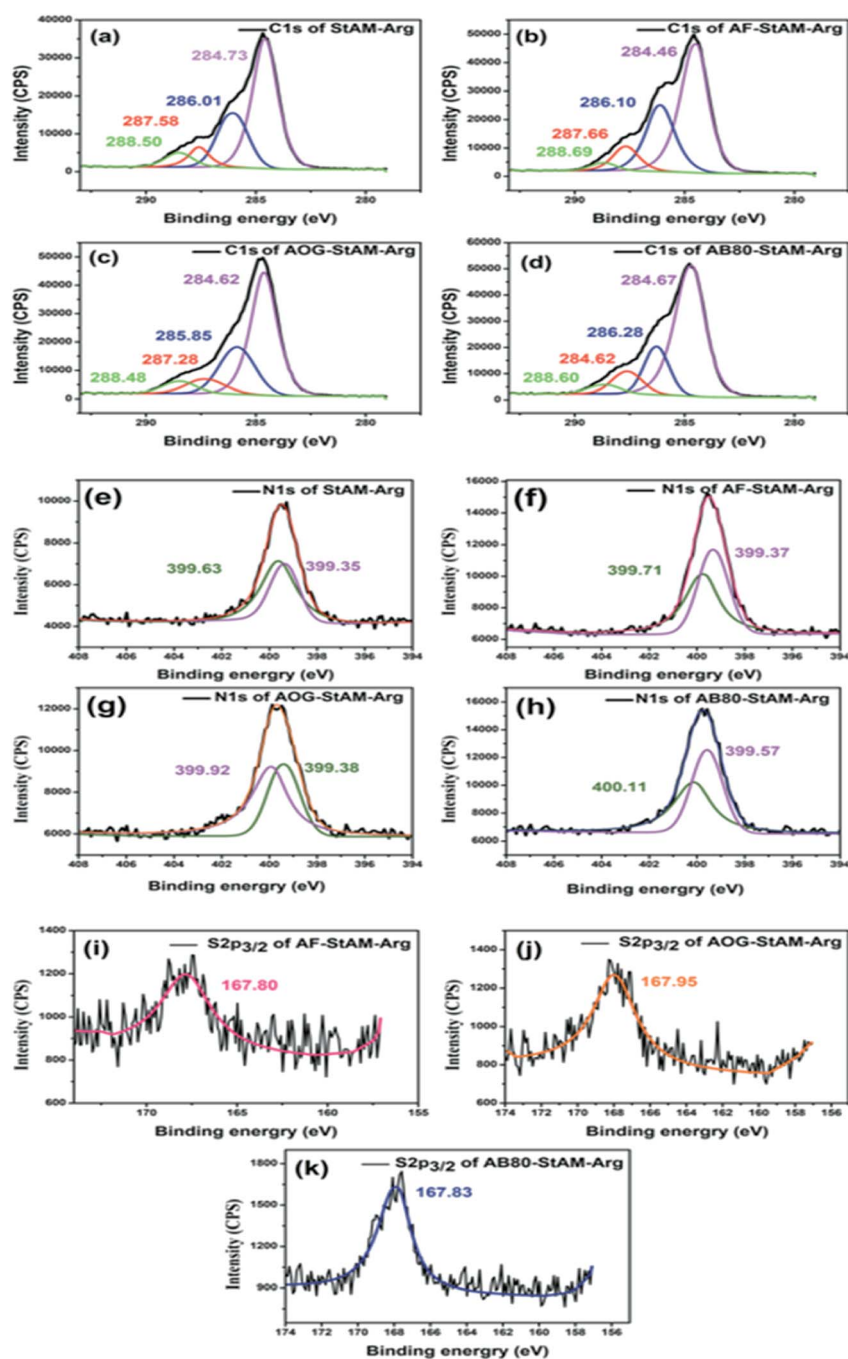 (a) C1s of StAM-Arg
284.73
286.01
287.58
288.50
Intensity (CPS)
40000
30000
20000
10000
0
290 285 280
Binding energy (eV)
(b) C1s of AF-StAM-Arg
284.46
286.10
287.66
288.69
Intensity (CPS)
50000
40000
30000
20000
10000
0
290 285 280
Binding energy (eV)
(c) C1s of AOG-StAM-Arg
284.62
285.85
287.28
288.48
Intensity (CPS)
50000
40000
30000
20000
10000
0
290 285 280
Binding energy (eV)
(d) C1s of AB80-StAM-Arg
284.67
286.28
284.62
288.60
Intensity (CPS)
60000
50000
40000
30000
20000
10000
0
290 285 280
Binding energy (eV)
(e) N1s of StAM-Arg
399.63 399.35
Intensity (CPS)
10000
8000
6000
4000
408 406 404 402 400 398 396 394
Binding energry (eV)
(f) N1s of AF-StAM-Arg
399.37
399.71
Intensity (CPS)
16000
14000
12000
10000
8000
6000
408 406 404 402 400 398 396 394
Binding energry (eV)
(g) N1s of AOG-StAM-Arg
399.92 399.38
Intensity (CPS)
12000
10000
8000
6000
408 406 404 402 400 398 396 394
Binding energry (eV)
(h) N1s of AB80-StAM-Arg
399.57
400.11
Intensity (CPS)
16000
14000
12000
10000
8000
6000
408 406 404 402 400 398 396 394
Binding energry (eV)
(i) S2p3/2 of AF-StAM-Arg
167.80
Intensity (CPS)
1400
1200
1000
800
600
170 165 160 155
Binding energry (eV)
(j) S2p3/2 of AOG-StAM-Arg
167.95
Intensity (CPS)
1400
1200
1000
800
600
174 172 170 168 166 164 162 160 158 156
Binding energry (eV)
(k) S2p3/2 of AB80-StAM-Arg
167.83
Intensity (CPS)
1800
1500
1200
900
174 172 170 168 166 164 162 160 158 156
Binding energry (eV)